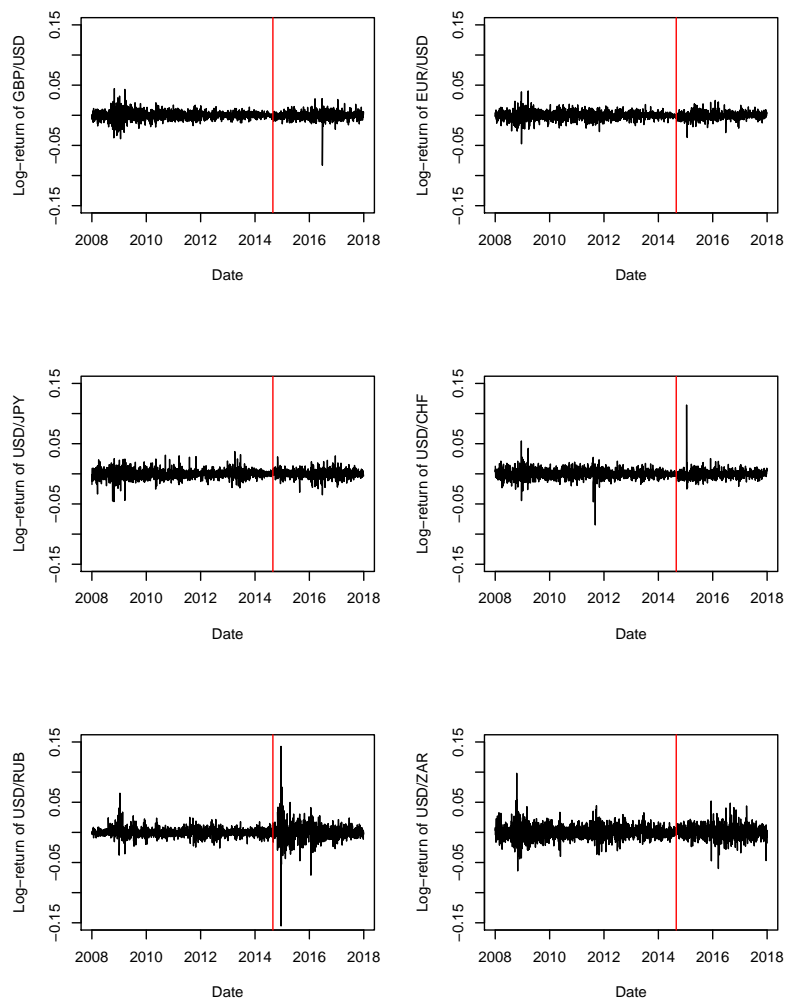 Log−return of GBP/USD
−0.15 −0.05 0.05 0.15
2008 2010 2012 2014 2016 2018
Date
Log−return of EUR/USD
−0.15 −0.05 0.05 0.15
2008 2010 2012 2014 2016 2018
Date
Log−return of USD/JPY
−0.15 −0.05 0.05 0.15
2008 2010 2012 2014 2016 2018
Date
Log−return of USD/CHF
−0.15 −0.05 0.05 0.15
2008 2010 2012 2014 2016 2018
Date
Log−return of USD/RUB
−0.15 −0.05 0.05 0.15
2008 2010 2012 2014 2016 2018
Date
Log−return of USD/ZAR
−0.15 −0.05 0.05 0.15
2008 2010 2012 2014 2016 2018
Date